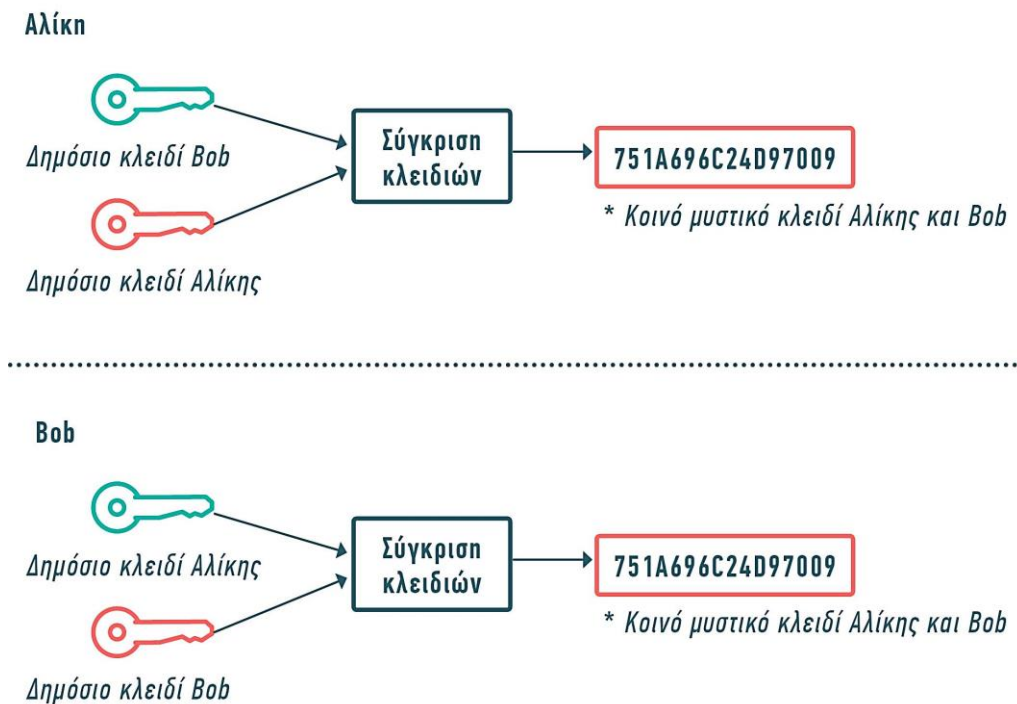 Αλίκη
Δημόσιο κλειδί Bob
Σύγκριση
κλειδιών
751A696C24D97009
* Κοινό μυστικό κλειδί Αλίκης και Bob
Δημόσιο κλειδί Αλίκης
Bob
Δημόσιο κλειδί Αλίκης
Σύγκριση
κλειδιών
751A696C24D97009
* Κοινό μυστικό κλειδί Αλίκης και Bob
Δημόσιο κλειδί Bob